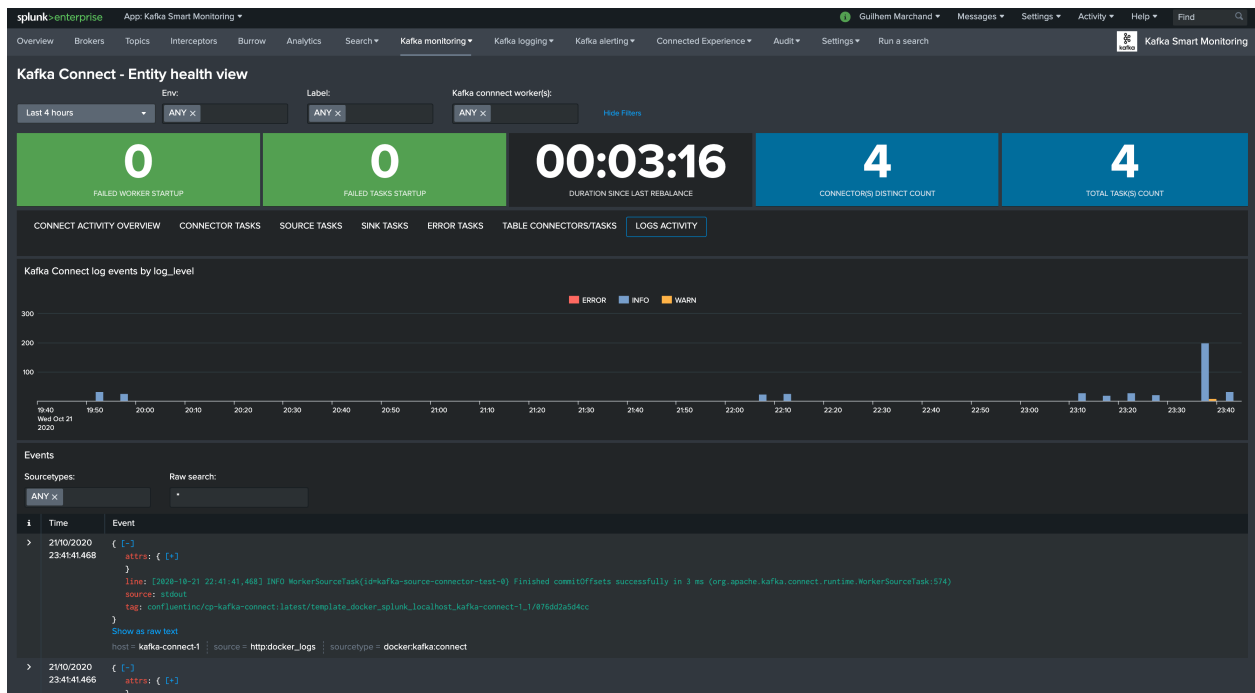 splunk>enterprise App: Kafka Smart Monitoring ▾ i Guilhem Marchand ▾ Messages ▾ Settings ▾ Activity ▾ Help ▾ Find
Overview Brokers Topics Interceptors Burrow Analytics Search ▾ Kafka monitoring ▾ Kafka logging ▾ Kafka alerting ▾ Connected Experience ▾ Audit ▾ Settings ▾ Run a search kafka Kafka Smart Monitoring
Kafka Connect - Entity health view
Env: Label: Kafka connnect worker(s):
Last 4 hours ANY × ANY × ANY × Hide Filters
0 0 00:03:16 4 4
FAILED WORKER STARTUP FAILED TASKS STARTUP DURATION SINCE LAST REBALANCE CONNECTOR(S) DISTINCT COUNT TOTAL TASK(S) COUNT
CONNECT ACTIVITY OVERVIEW CONNECTOR TASKS SOURCE TASKS SINK TASKS ERROR TASKS TABLE CONNECTORS/TASKS LOGS ACTIVITY
Kafka Connect log events by log_level
ERROR INFO WARN
300
200
100
19:40 19:50 20:00 20:10 20:20 20:30 20:40 20:50 21:00 21:10 21:20 21:30 21:40 21:50 22:00 22:10 22:20 22:30 22:40 22:50 23:00 23:10 23:20 23:30 23:40
Wed Oct 21
2020
Events
Sourcetypes: Raw search:
ANY × *
i Time Event
> 21/10/2020 { [-]
23:41:41.468 attrs: { [+]
}
line: [2020-10-21 22:41:41,468] INFO WorkerSourceTask{id=kafka-source-connector-test-0} Finished commitOffsets successfully in 3 ms (org.apache.kafka.connect.runtime.WorkerSourceTask:574)
source: stdout
tag: confluentinc/cp-kafka-connect:latest/template_docker_splunk_localhost_kafka-connect-1_1/076dd2a5d4cc
}
Show as raw text
host = kafka-connect-1 source = http:docker_logs sourcetype = docker:kafka:connect
> 21/10/2020 { [-]
23:41:41.466 attrs: { [+]
}